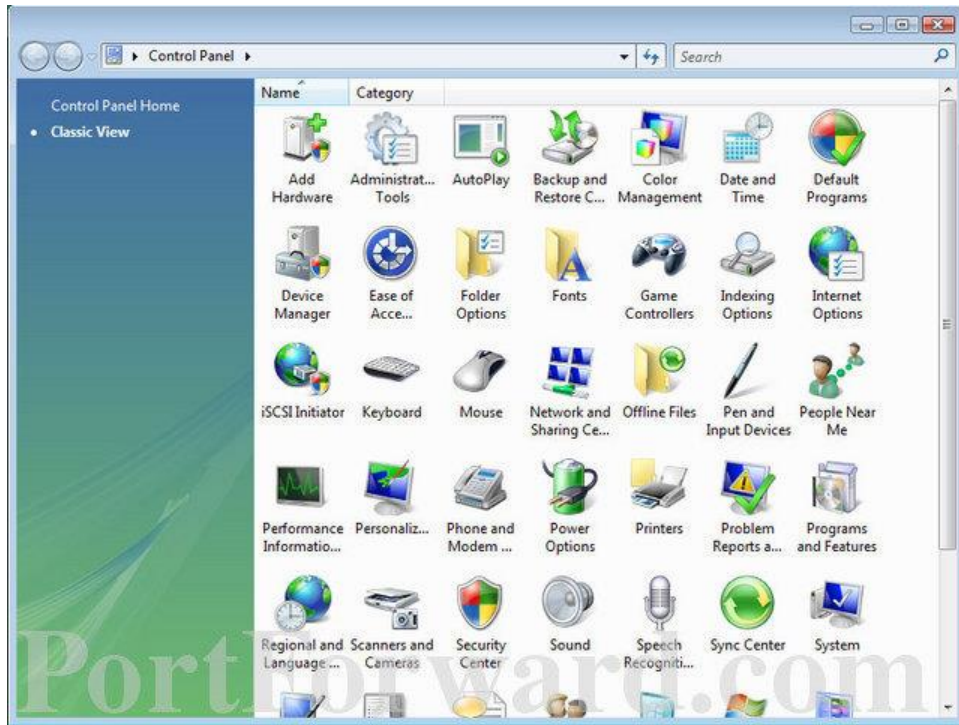 Control Panel
Search
Control Panel Home
Classic View
Name Category
Add
Hardware
Administrat...
Tools
AutoPlay
Backup and
Restore C...
Color
Management
Date and
Time
Default
Programs
Device
Manager
Ease of
Acce...
Folder
Options
Fonts
Game
Controllers
Indexing
Options
Internet
Options
iSCSI Initiator
Keyboard
Mouse
Network and
Sharing Ce...
Offline Files
Pen and
Input Devices
People Near
Me
Performance
Informatio...
Personaliz...
Phone and
Modem ...
Power
Options
Printers
Problem
Reports a...
Programs
and Features
Regional and
Language ...
Scanners and
Cameras
Security
Center
Sound
Speech
Recogniti...
Sync Center
System
PortForward.com